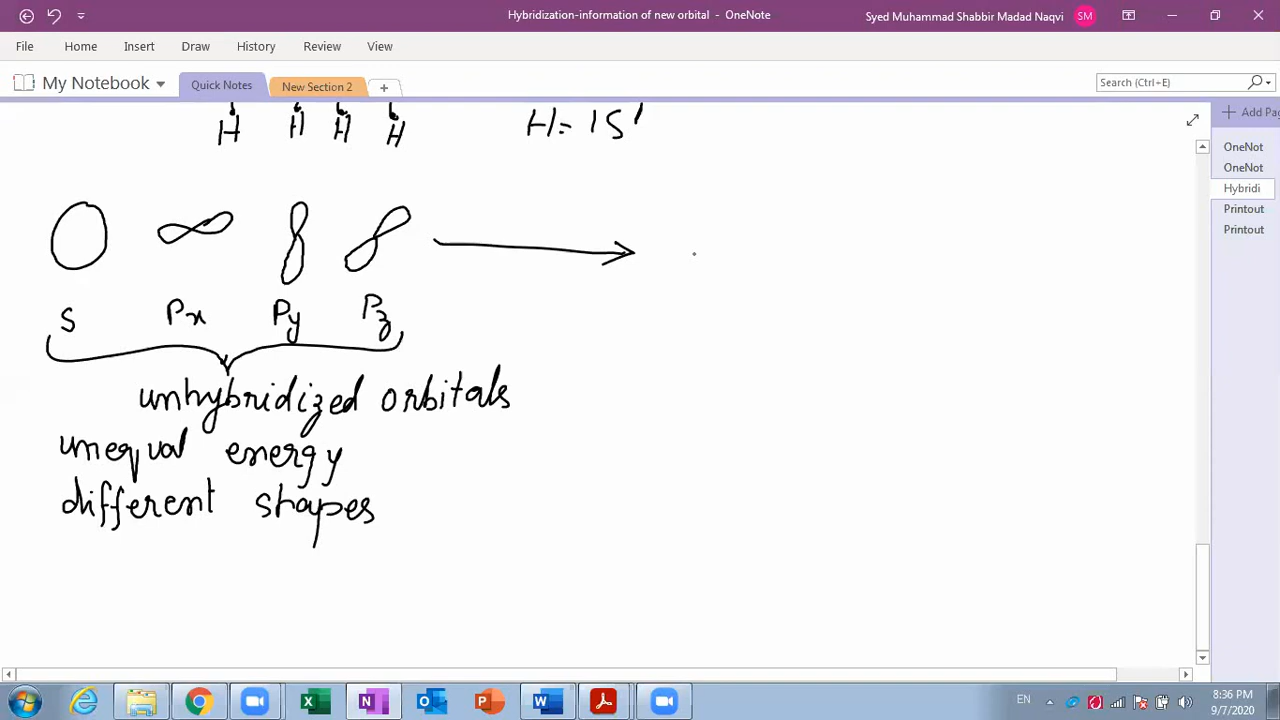 Hybridization-information of new orbital - OneNote
Syed Muhammad Shabbir Madad Naqvi
SM
File Home Insert Draw History Review View
My Notebook
Quick Notes
New Section 2
+
Search (Ctrl+E)
Add Pag
H H H H
H = 1S¹
OneNot
OneNot
Hybridi
Printout
Printout
S Px Py Pz
unhybridized orbitals
unequal energy
different shapes
EN
8:36 PM
9/7/2020